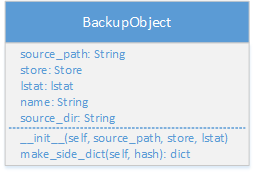 BackupObject
source_path: String
store: Store
lstat: lstat
name: String
source_dir: String
__init__(self, source_path, store, lstat)
make_side_dict(self, hash): dict